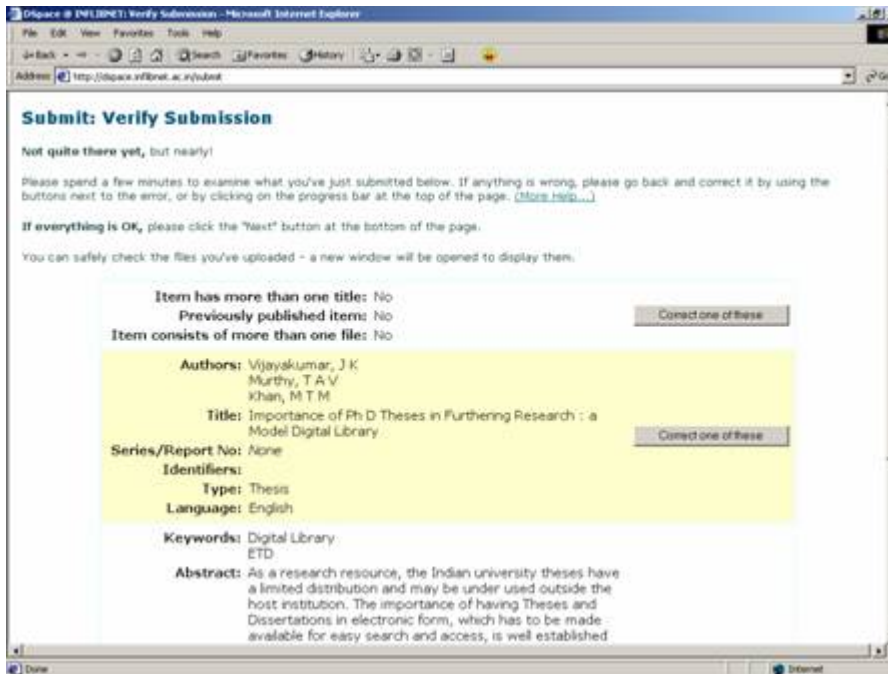 DSpace @ INFLIBNET: Verify Submission - Microsoft Internet Explorer
File Edit View Favorites Tools Help
Back Search Favorites History
Address http://dspace.inflibnet.ac.in/submit Go
Submit: Verify Submission
Not quite there yet, but nearly!
Please spend a few minutes to examine what you've just submitted below. If anything is wrong, please go back and correct it by using the
buttons next to the error, or by clicking on the progress bar at the top of the page. (More Help...)
If everything is OK, please click the "Next" button at the bottom of the page.
You can safely check the files you've uploaded - a new window will be opened to display them.
Item has more than one title: No
Previously published item: No
Correct one of these
Item consists of more than one file: No
Authors: Vijayakumar, J K
Murthy, T A V
Khan, M T M
Title: Importance of Ph D Theses in Furthering Research : a
Model Digital Library
Correct one of these
Series/Report No: None
Identifiers:
Type: Thesis
Language: English
Keywords: Digital Library
ETD
Abstract: As a research resource, the Indian university theses have
a limited distribution and may be under used outside the
host institution. The importance of having Theses and
Dissertations in electronic form, which has to be made
available for easy search and access, is well established
Done Internet